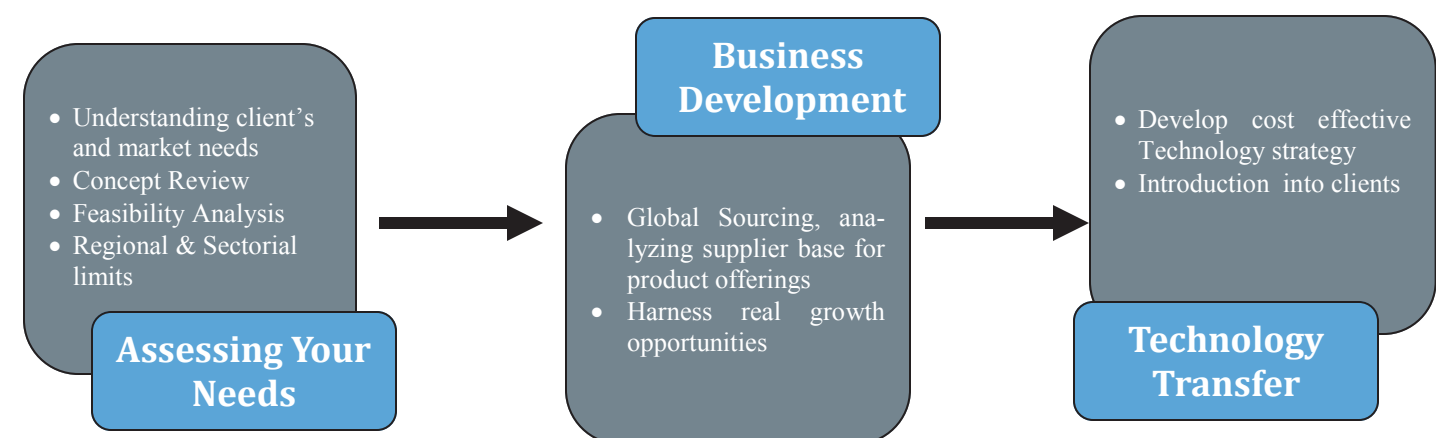 • Understanding client's
and market needs
• Concept Review
• Feasibility Analysis
• Regional & Sectorial
limits
Assessing Your
Needs
Business
Development
• Global Sourcing, ana-
lyzing supplier base for
product offerings
• Harness real growth
opportunities
• Develop cost effective
Technology strategy
• Introduction into clients
Technology
Transfer